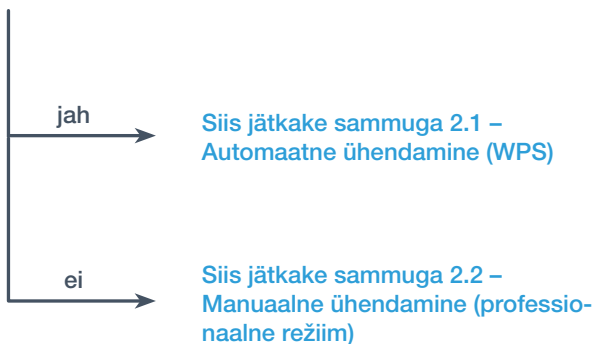 jah
Siis jätkake sammuga 2.1 –
Automaatne ühendamine (WPS)
ei
Siis jätkake sammuga 2.2 –
Manuaalne ühendamine (professio-
naalne režiim)